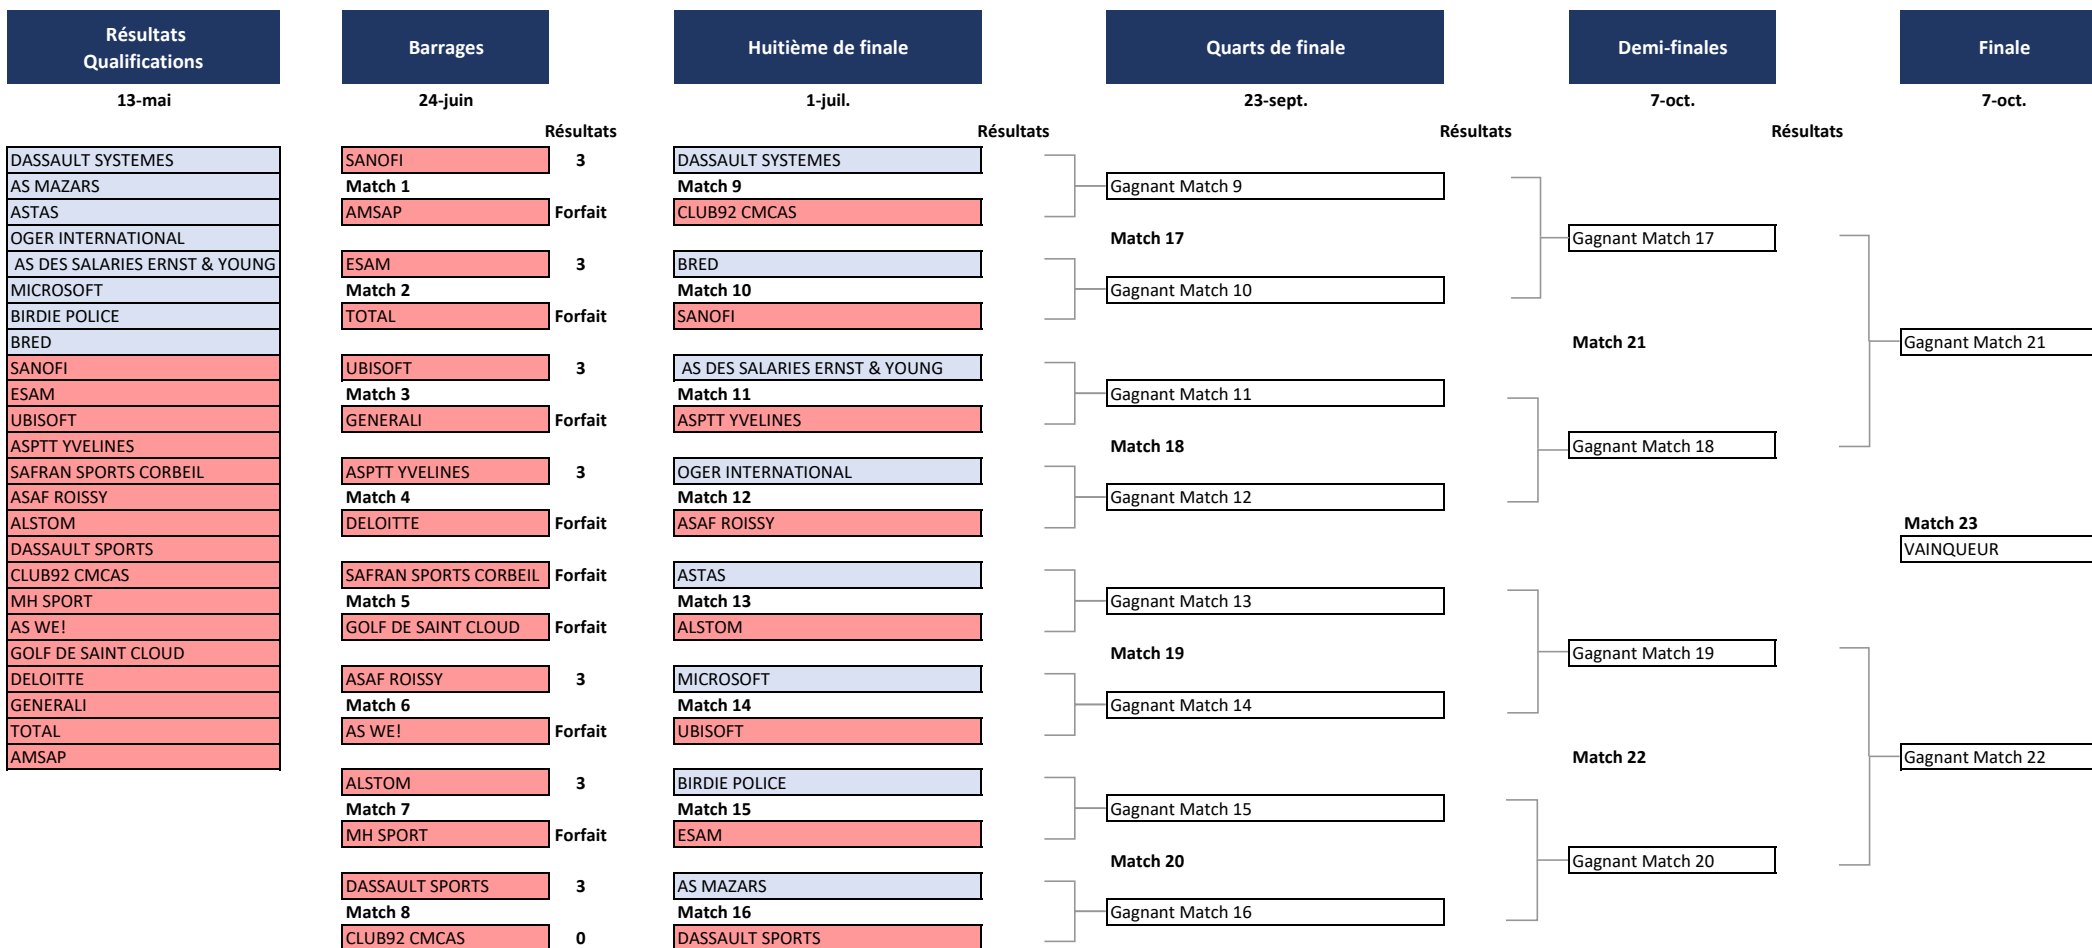 Résultats
Qualifications
Barrages
Huitième de finale
Quarts de finale
Demi-finales
Finale
13-mai
24-juin
1-juil.
23-sept.
7-oct.
7-oct.
Résultats
Résultats
Résultats
Résultats
DASSAULT SYSTEMES
AS MAZARS
ASTAS
OGER INTERNATIONAL
AS DES SALARIES ERNST & YOUNG
MICROSOFT
BIRDIE POLICE
BRED
SANOFI
ESAM
UBISOFT
ASPTT YVELINES
SAFRAN SPORTS CORBEIL
ASAF ROISSY
ALSTOM
DASSAULT SPORTS
CLUB92 CMCAS
MH SPORT
AS WE!
GOLF DE SAINT CLOUD
DELOITTE
GENERALI
TOTAL
AMSAP
SANOFI 3
Match 1
AMSAP Forfait
ESAM 3
Match 2
TOTAL Forfait
UBISOFT 3
Match 3
GENERALI Forfait
ASPTT YVELINES 3
Match 4
DELOITTE Forfait
SAFRAN SPORTS CORBEIL Forfait
Match 5
GOLF DE SAINT CLOUD Forfait
ASAF ROISSY 3
Match 6
AS WE! Forfait
ALSTOM 3
Match 7
MH SPORT Forfait
DASSAULT SPORTS 3
Match 8
CLUB92 CMCAS 0
DASSAULT SYSTEMES
Match 9
CLUB92 CMCAS
BRED
Match 10
SANOFI
AS DES SALARIES ERNST & YOUNG
Match 11
ASPTT YVELINES
OGER INTERNATIONAL
Match 12
ASAF ROISSY
ASTAS
Match 13
ALSTOM
MICROSOFT
Match 14
UBISOFT
BIRDIE POLICE
Match 15
ESAM
AS MAZARS
Match 16
DASSAULT SPORTS
Gagnant Match 9
Match 17
Gagnant Match 10
Gagnant Match 11
Match 18
Gagnant Match 12
Gagnant Match 13
Match 19
Gagnant Match 14
Gagnant Match 15
Match 20
Gagnant Match 16
Gagnant Match 17
Match 21
Gagnant Match 18
Gagnant Match 19
Match 22
Gagnant Match 20
Gagnant Match 21
Match 23
VAINQUEUR
Gagnant Match 22